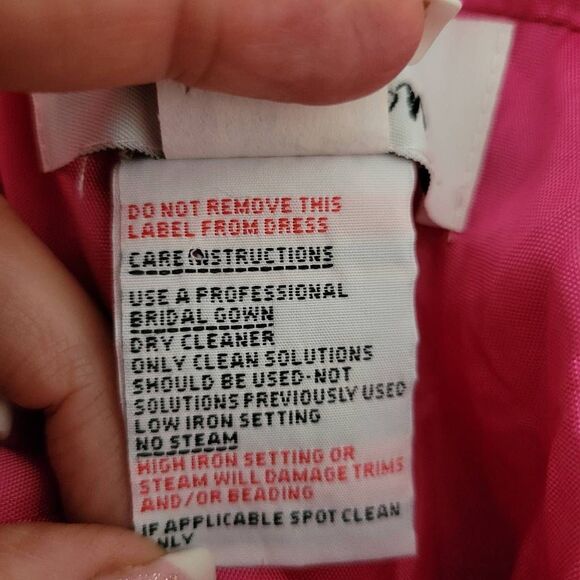 DO NOT REMOVE THIS
LABEL FROM DRESS
CARE INSTRUCTIONS
USE A PROFESSIONAL
BRIDAL GOWN
DRY CLEANER
ONLY CLEAN SOLUTIONS
SHOULD BE USED-NOT
SOLUTIONS PREVIOUSLY USED
LOW IRON SETTING
NO STEAM
HIGH IRON SETTING OR
STEAM WILL DAMAGE TRIMS
AND/OR BEADING
IF APPLICABLE SPOT CLEAN
ONLY